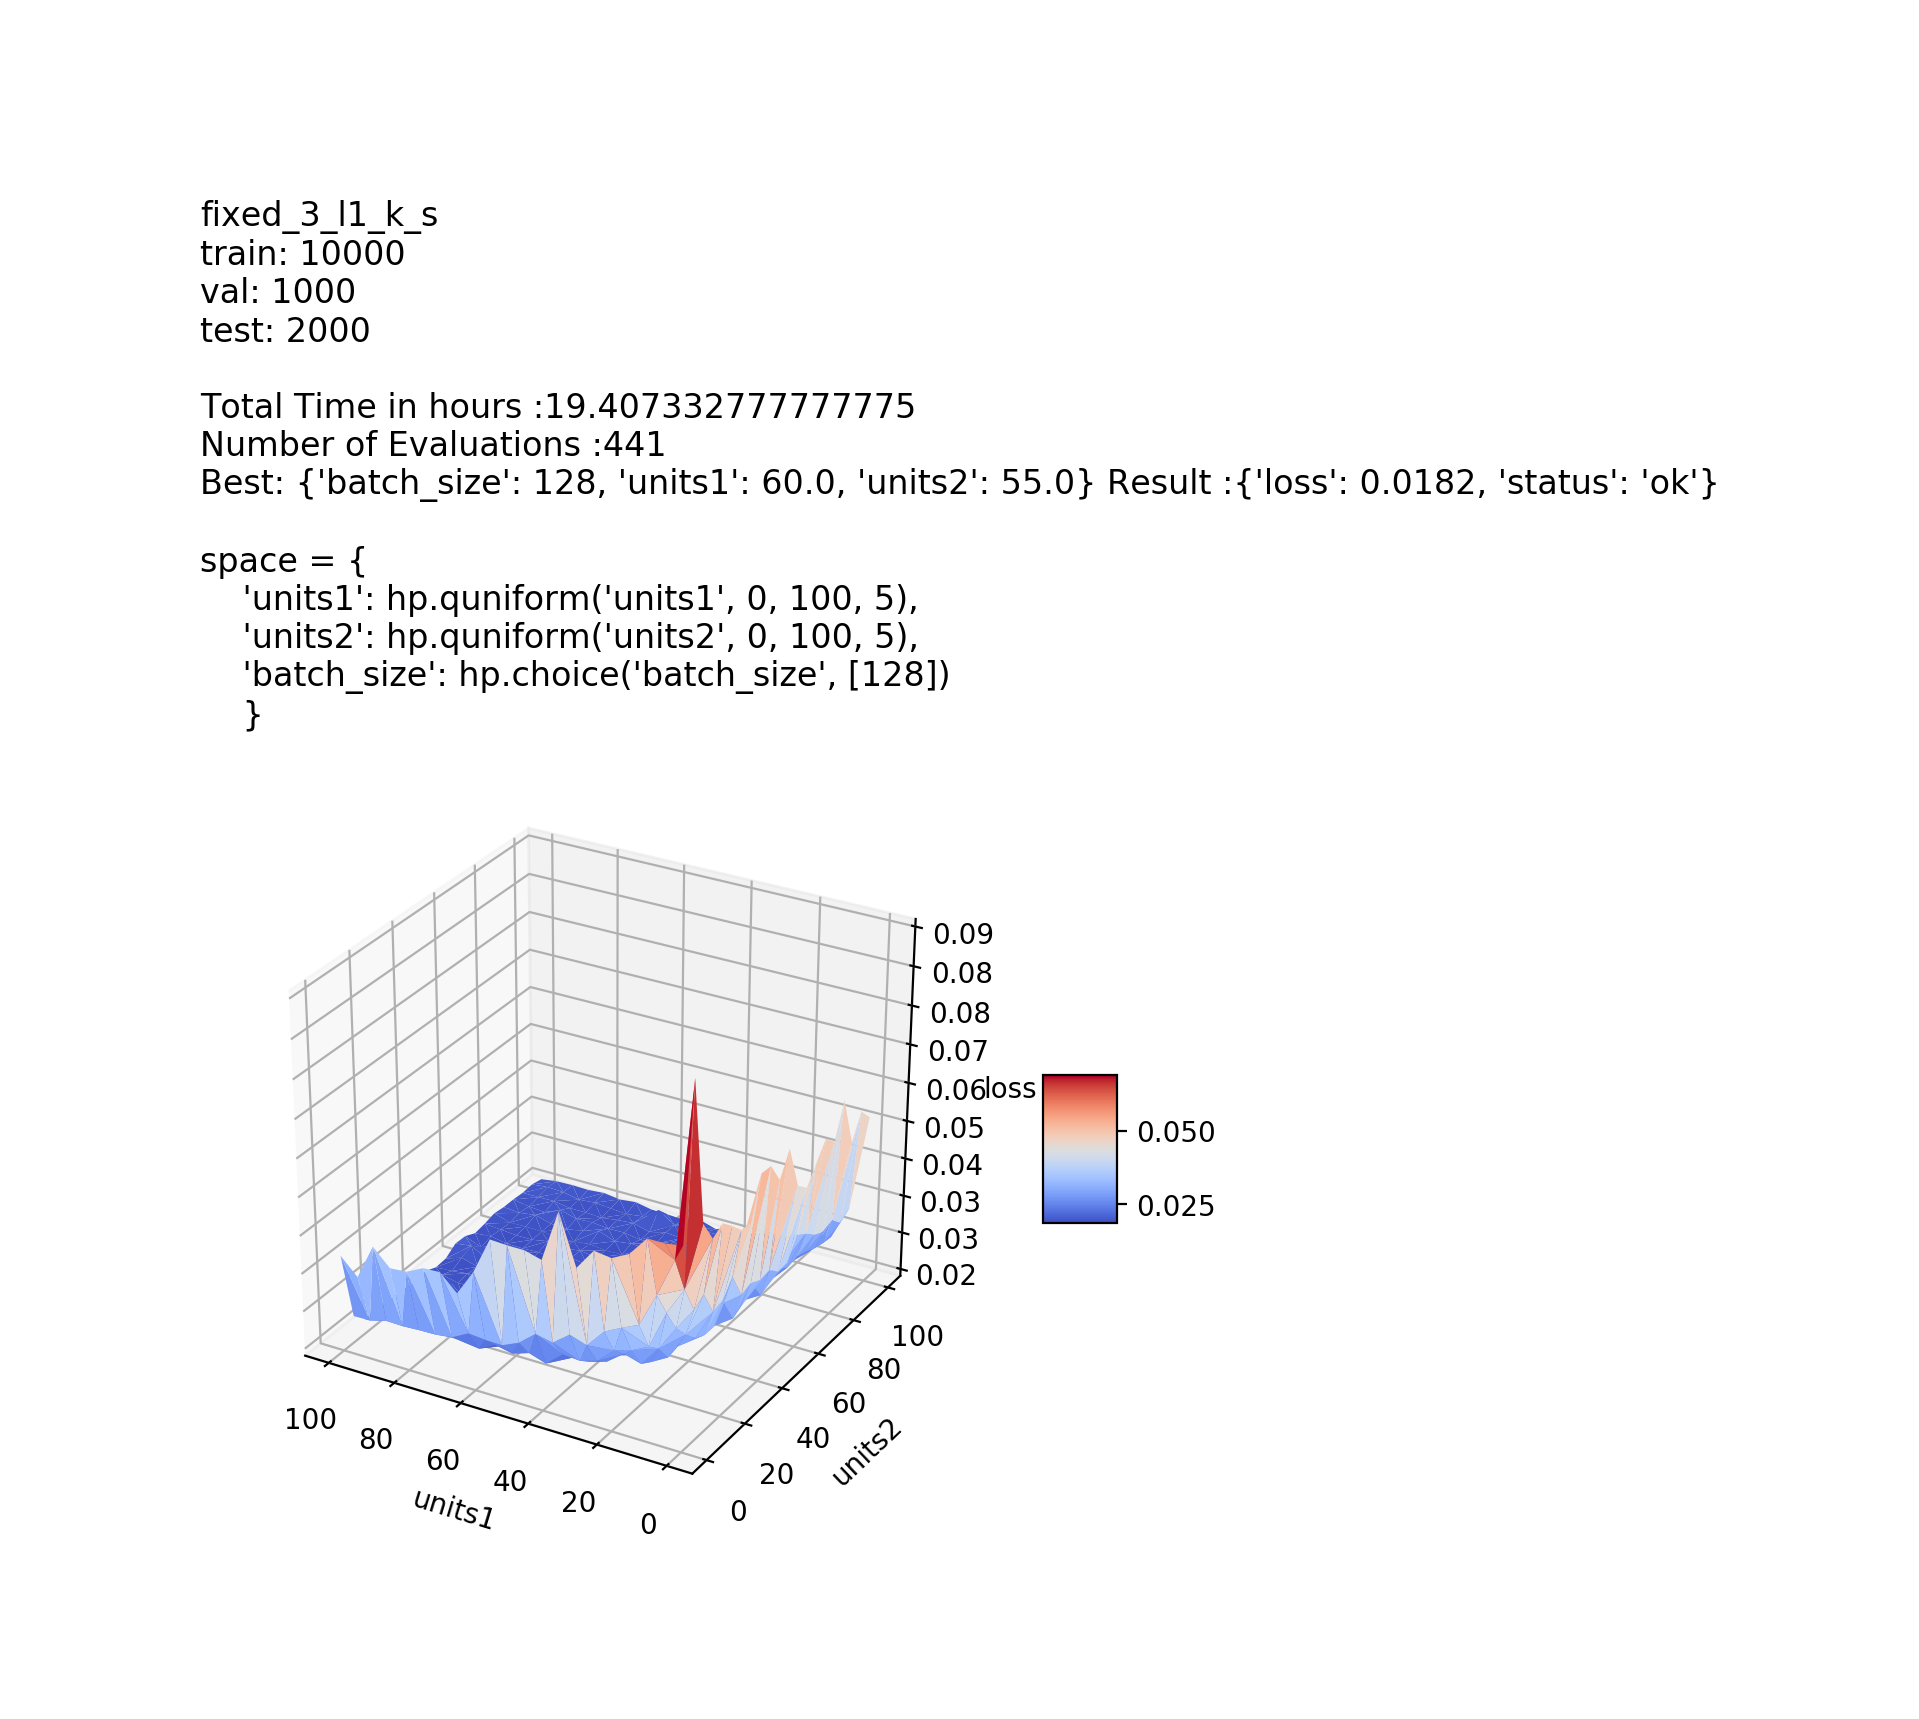 fixed_3_l1_k_s
train: 10000
val: 1000
test: 2000
Total Time in hours :19.407332777777775
Number of Evaluations :441
Best: {'batch_size': 128, 'units1': 60.0, 'units2': 55.0} Result :{'loss': 0.0182, 'status': 'ok'}
space = {
'units1': hp.quniform('units1', 0, 100, 5),
'units2': hp.quniform('units2', 0, 100, 5),
'batch_size': hp.choice('batch_size', [128])
}
0.09
0.08
0.08
0.07
0.06
0.05
0.04
0.03
0.03
0.02
loss
0.050
0.025
100
80
60
40
20
0
units1
100
80
60
40
20
0
units2